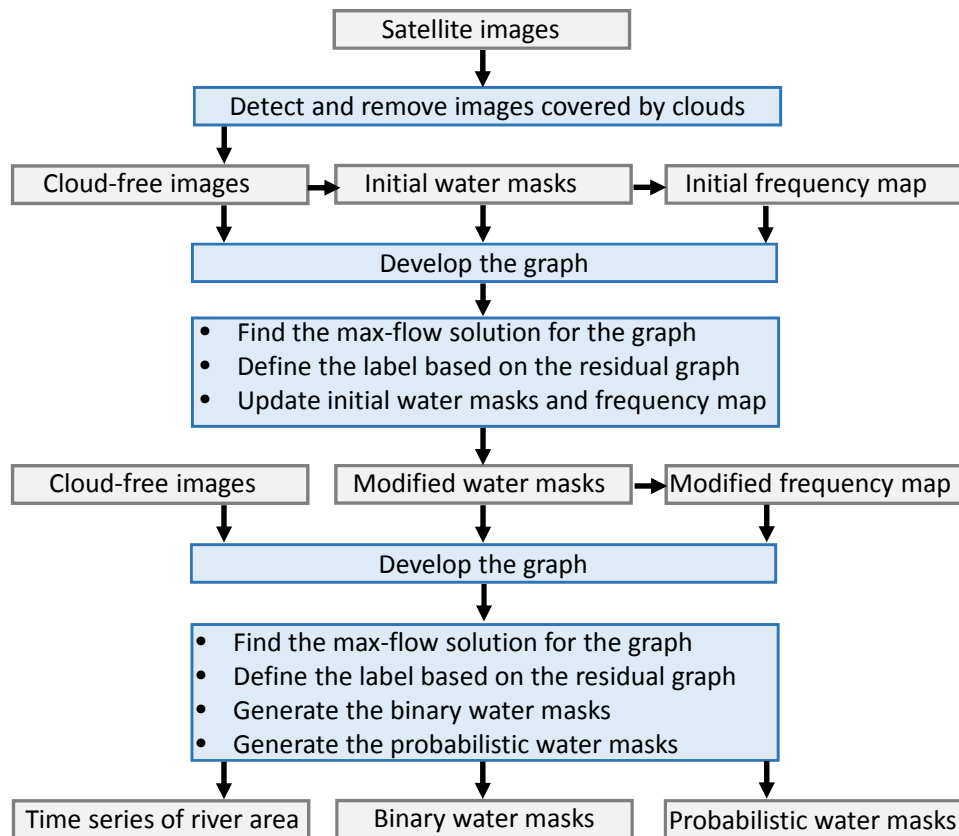 Satellite images
Detect and remove images covered by clouds
Cloud-free images
Initial water masks
Initial frequency map
Develop the graph
• Find the max-flow solution for the graph
• Define the label based on the residual graph
• Update initial water masks and frequency map
Cloud-free images
Modified water masks
Modified frequency map
Develop the graph
• Find the max-flow solution for the graph
• Define the label based on the residual graph
• Generate the binary water masks
• Generate the probabilistic water masks
Time series of river area
Binary water masks
Probabilistic water masks